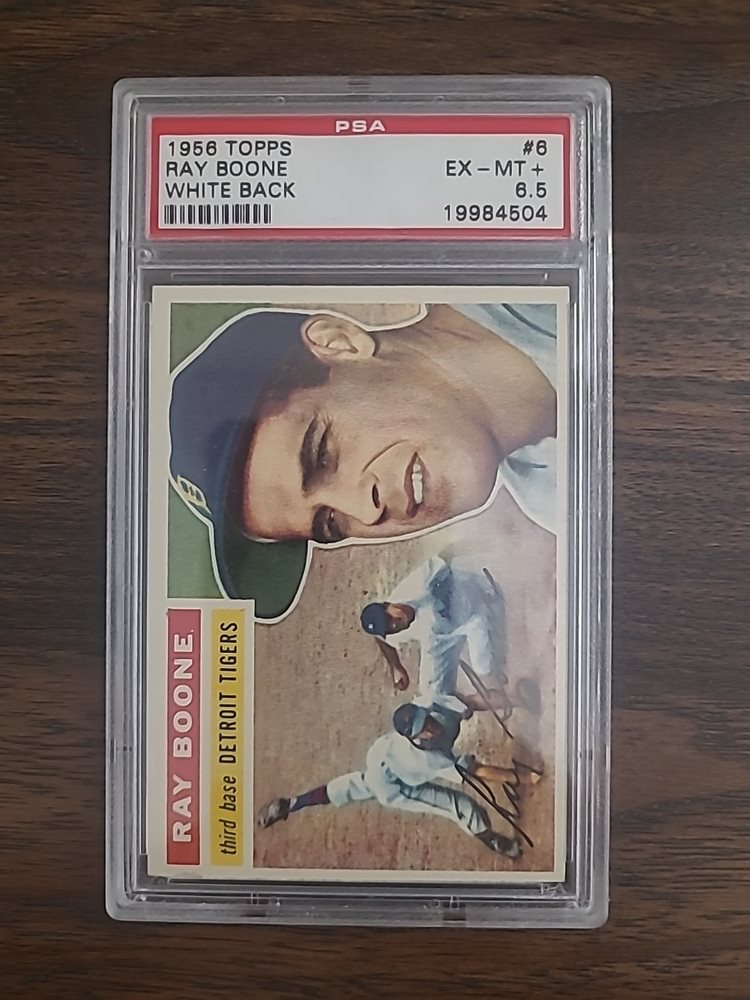 PSA
1956 TOPPS #6
RAY BOONE EX-MT+
WHITE BACK 6.5
19984504
RAY BOONE
third base DETROIT TIGERS
Ray